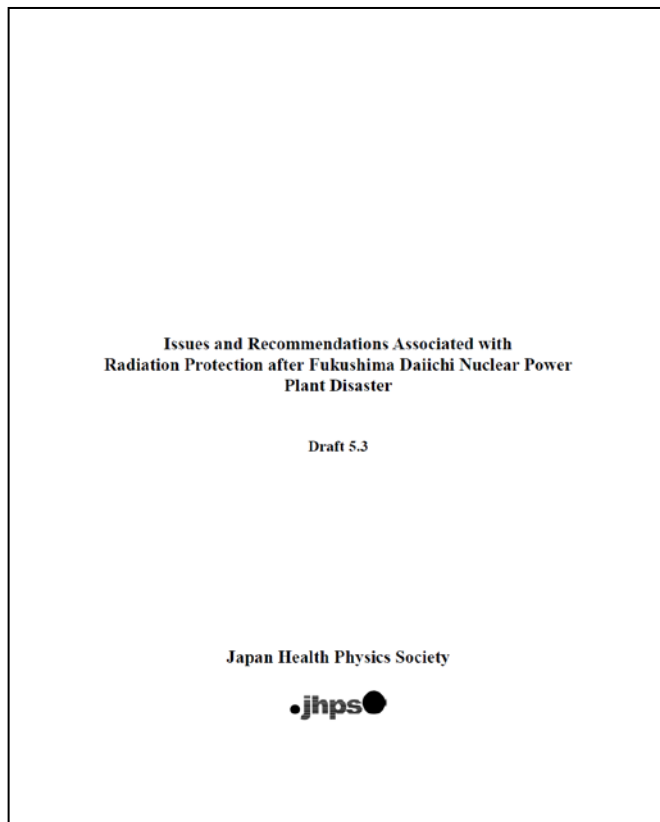 Issues and Recommendations Associated with
Radiation Protection after Fukushima Daiichi Nuclear Power
Plant Disaster
Draft 5.3
Japan Health Physics Society
jhps